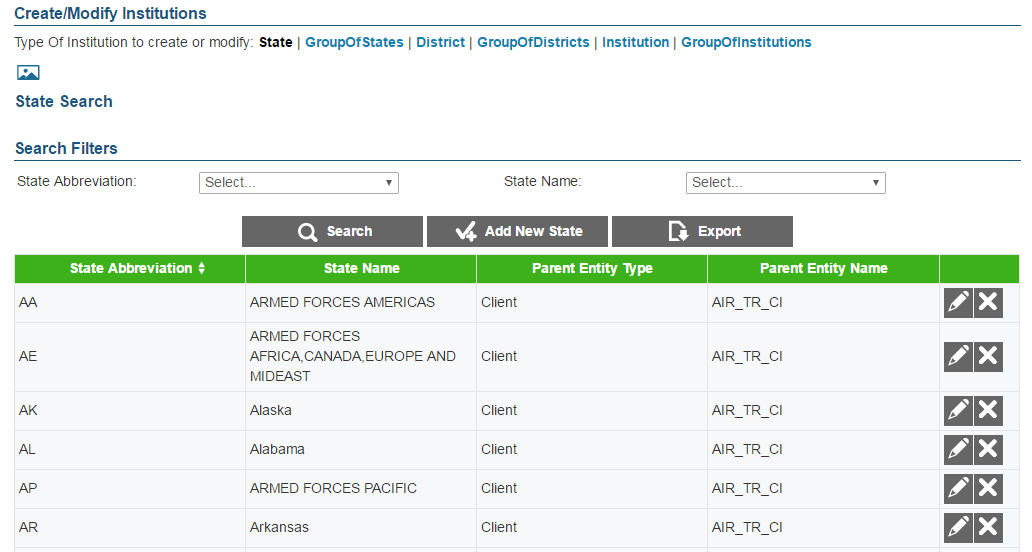 Create/Modify Institutions
Type Of Institution to create or modify: State | GroupOfStates | District | GroupOfDistricts | Institution | GroupOfInstitutions
State Search
Search Filters
State Abbreviation: Select... State Name: Select...
Search Add New State Export
State Abbreviation State Name Parent Entity Type Parent Entity Name
AA ARMED FORCES AMERICAS Client AIR_TR_CI
ARMED FORCES
AE AFRICA,CANADA,EUROPE AND Client AIR_TR_CI
MIDEAST
AK Alaska Client AIR_TR_CI
AL Alabama Client AIR_TR_CI
AP ARMED FORCES PACIFIC Client AIR_TR_CI
AR Arkansas Client AIR_TR_CI